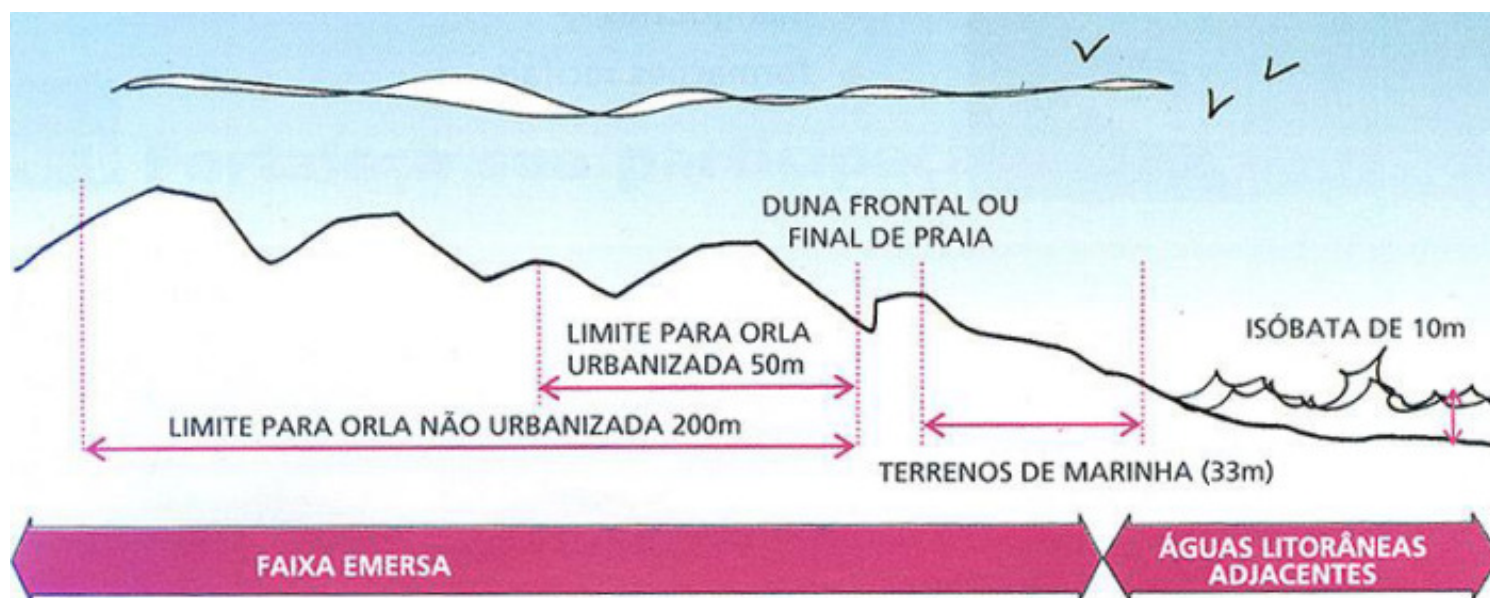 DUNA FRONTAL OU
FINAL DE PRAIA
LIMITE PARA ORLA
URBANIZADA 50m
ISÓBATA DE 10m
LIMITE PARA ORLA NÃO URBANIZADA 200m
TERRENOS DE MARINHA (33m)
FAIXA EMERSA
ÁGUAS LITORÂNEAS
ADJACENTES